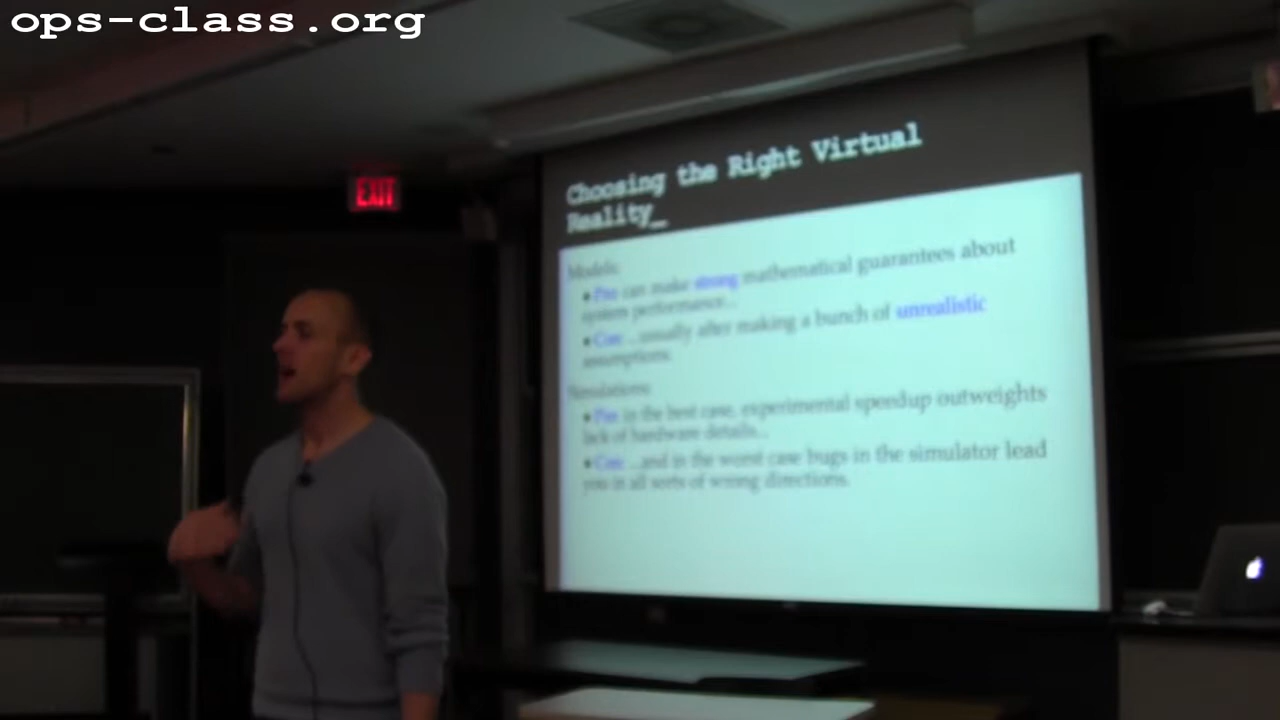 ops-class.org
EXIT
Choosing the Right Virtual
Reality_
Models:
• Pro: can make strong mathematical guarantees about
system performance...
• Con: ...usually after making a bunch of unrealistic
assumptions.
Simulations:
• Pro: in the best case, experimental speedup outweights
lack of hardware details...
• Con: ...and in the worst case bugs in the simulator lead
you in all sorts of wrong directions.